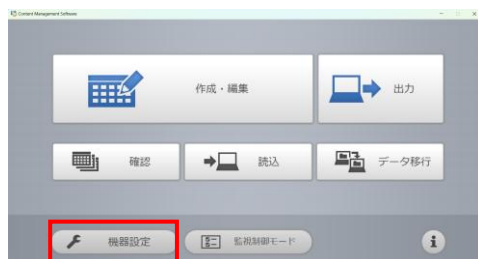 Content Management Software
作成・編集
出力
確認
読込
データ移行
機器設定
監視制御モード